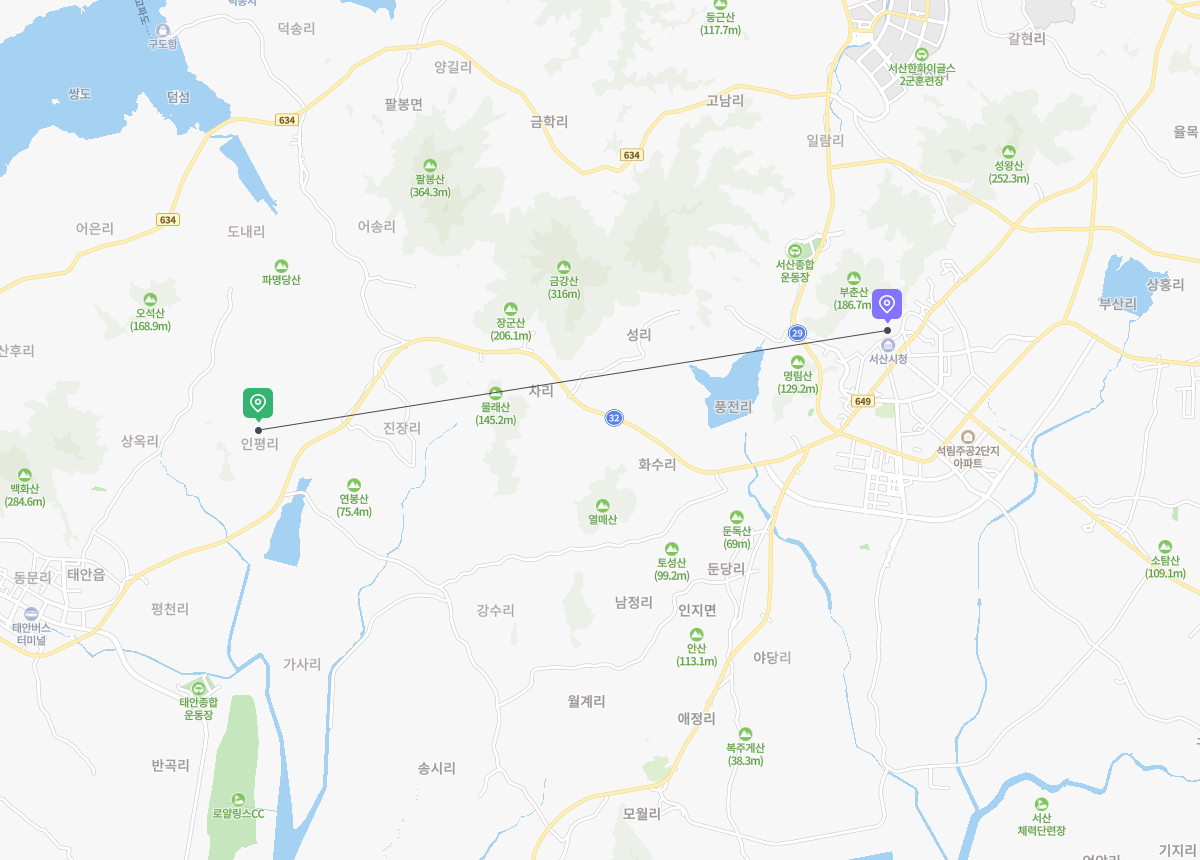 고파도
덕송리
구도항
덕송리
둥근산
(117.7m)
갈현리
양길리
서산한화이글스
2군훈련장
쌍도
덤섬
팔봉면
고남리
634
금학리
율목
일람리
634
팔봉산
(364.3m)
성왕산
(252.3m)
634
어은리
도내리
어송리
서산종합
운동장
파명당산
금강산
(316m)
부춘산
(186.7m)
상홍리
부산리
오석산
(168.9m)
장군산
(206.1m)
성리
29
산후리
서산시청
명림산
(129.2m)
차리
물래산
(145.2m)
풍전리
649
32
인평리
상옥리
진장리
석림주공2단지
아파트
화수리
백화산
(284.6m)
연봉산
(75.4m)
열매산
둔독산
(69m)
토성산
(99.2m)
둔당리
소탐산
(109.1m)
동문리
태안읍
평천리
강수리
남정리
인지면
태안버스
터미널
안산
(113.1m)
야당리
가사리
태안종합
운동장
월계리
애정리
복주게산
(38.3m)
반곡리
송시리
로얄링스CC
모월리
서산
체력단련장
기지리